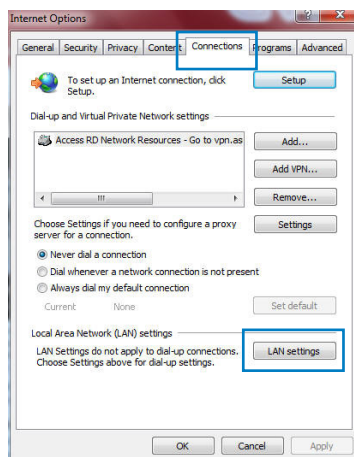 Internet Options
General Security Privacy Content Connections Programs Advanced
To set up an Internet connection, click
Setup.
Setup
Dial-up and Virtual Private Network settings
Access RD Network Resources - Go to vpn.as
Add...
Add VPN...
Remove...
Choose Settings if you need to configure a proxy
server for a connection.
Settings
Never dial a connection
Dial whenever a network connection is not present
Always dial my default connection
Current None
Set default
Local Area Network (LAN) settings
LAN Settings do not apply to dial-up connections.
Choose Settings above for dial-up settings.
LAN settings
OK Cancel Apply